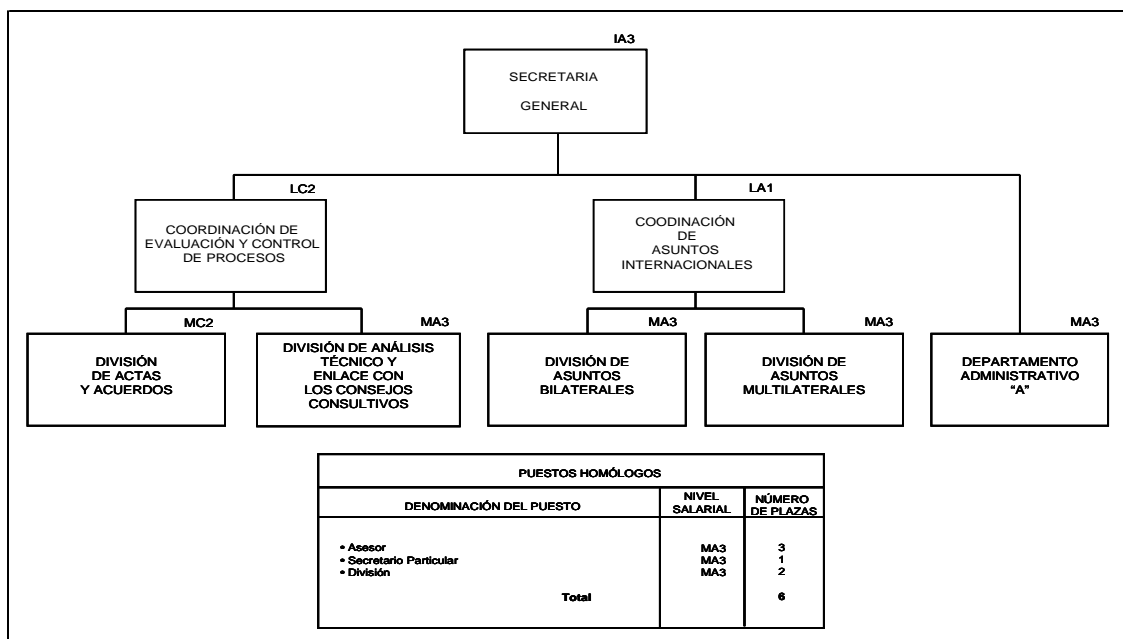 IA3
SECRETARIA
GENERAL
LC2
COORDINACIÓN DE
EVALUACIÓN Y CONTROL
DE PROCESOS
LA1
COODINACIÓN
DE
ASUNTOS
INTERNACIONALES
MC2
DIVISIÓN
DE ACTAS
Y ACUERDOS
MA3
DIVISIÓN DE ANÁLISIS
TÉCNICO Y
ENLACE CON
LOS CONSEJOS
CONSULTIVOS
MA3
DIVISIÓN DE
ASUNTOS
BILATERALES
MA3
DIVISIÓN DE
ASUNTOS
MULTILATERALES
MA3
DEPARTAMENTO
ADMINISTRATIVO
“A”
PUESTOS HOMÓLOGOS
DENOMINACIÓN DEL PUESTO
NIVEL
SALARIAL
NÚMERO
DE PLAZAS
• Asesor MA3 3
• Secretario Particular MA3 1
• División MA3 2
Total 6